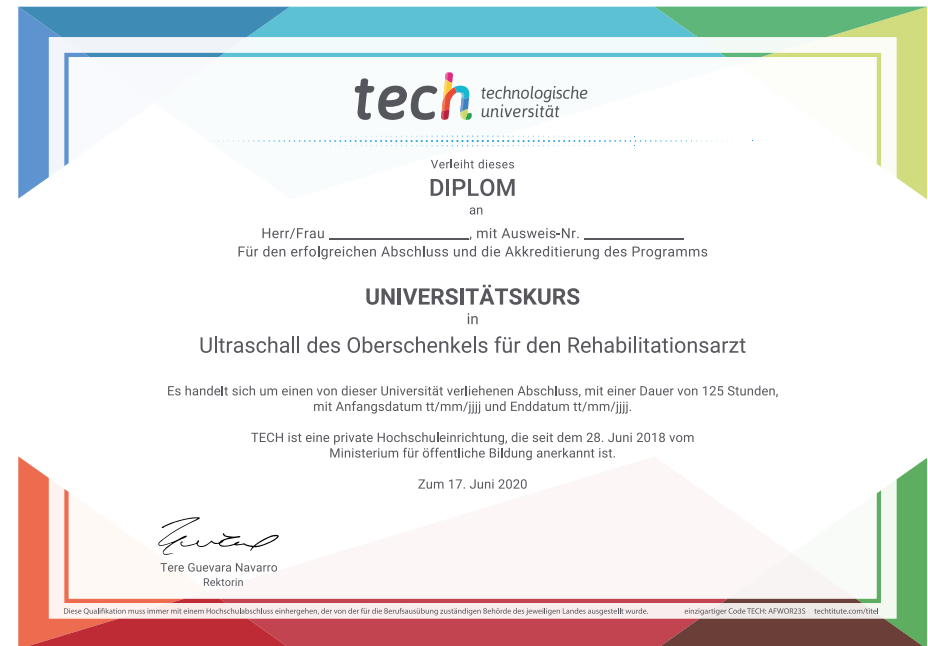 tech technologische
universität
Verleiht dieses
DIPLOM
an
Herr/Frau ____________________, mit Ausweis-Nr. ______________
Für den erfolgreichen Abschluss und die Akkreditierung des Programms
UNIVERSITÄTSKURS
in
Ultraschall des Oberschenkels für den Rehabilitationsarzt
Es handelt sich um einen von dieser Universität verliehenen Abschluss, mit einer Dauer von 125 Stunden,
mit Anfangsdatum tt/mm/jjjj und Enddatum tt/mm/jjjj.
TECH ist eine private Hochschuleinrichtung, die seit dem 28. Juni 2018 vom
Ministerium für öffentliche Bildung anerkannt ist.
Zum 17. Juni 2020
Tere Guevara Navarro
Rektorin
Diese Qualifikation muss immer mit einem Hochschulabschluss einhergehen, der von der für die Berufsausübung zuständigen Behörde des jeweiligen Landes ausgestellt wurde. einzigartiger Code TECH: AFWOR23S techtitute.com/titel